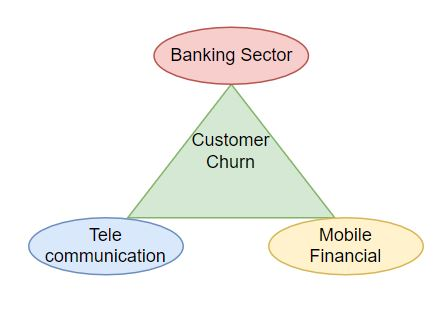 Banking Sector
Customer
Churn
Tele
communication
Mobile
Financial